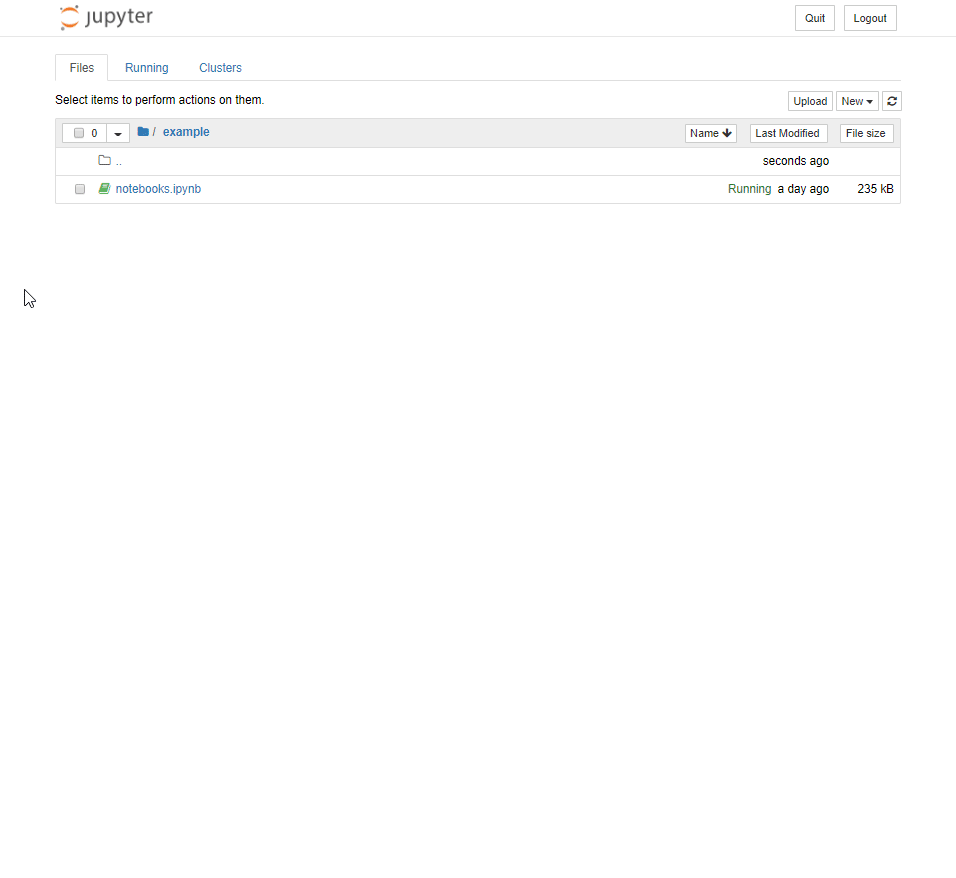 jupyter Quit Logout
Files Running Clusters
Select items to perform actions on them. Upload New
0 / example Name Last Modified File size
.. seconds ago
notebooks.ipynb Running a day ago 235 kB